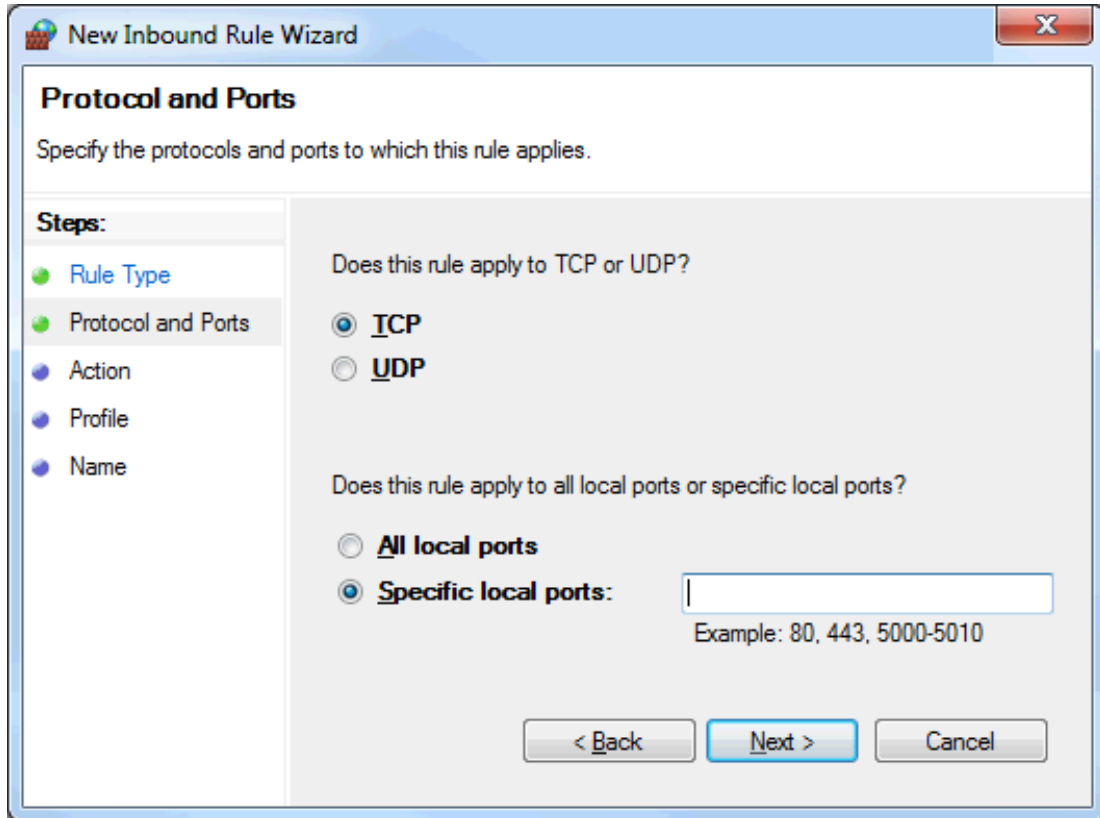 New Inbound Rule Wizard
X
Protocol and Ports
Specify the protocols and ports to which this rule applies.
Steps:
Rule Type
Protocol and Ports
Action
Profile
Name
Does this rule apply to TCP or UDP?
TCP
UDP
Does this rule apply to all local ports or specific local ports?
All local ports
Specific local ports:
Example: 80, 443, 5000-5010
< Back Next > Cancel